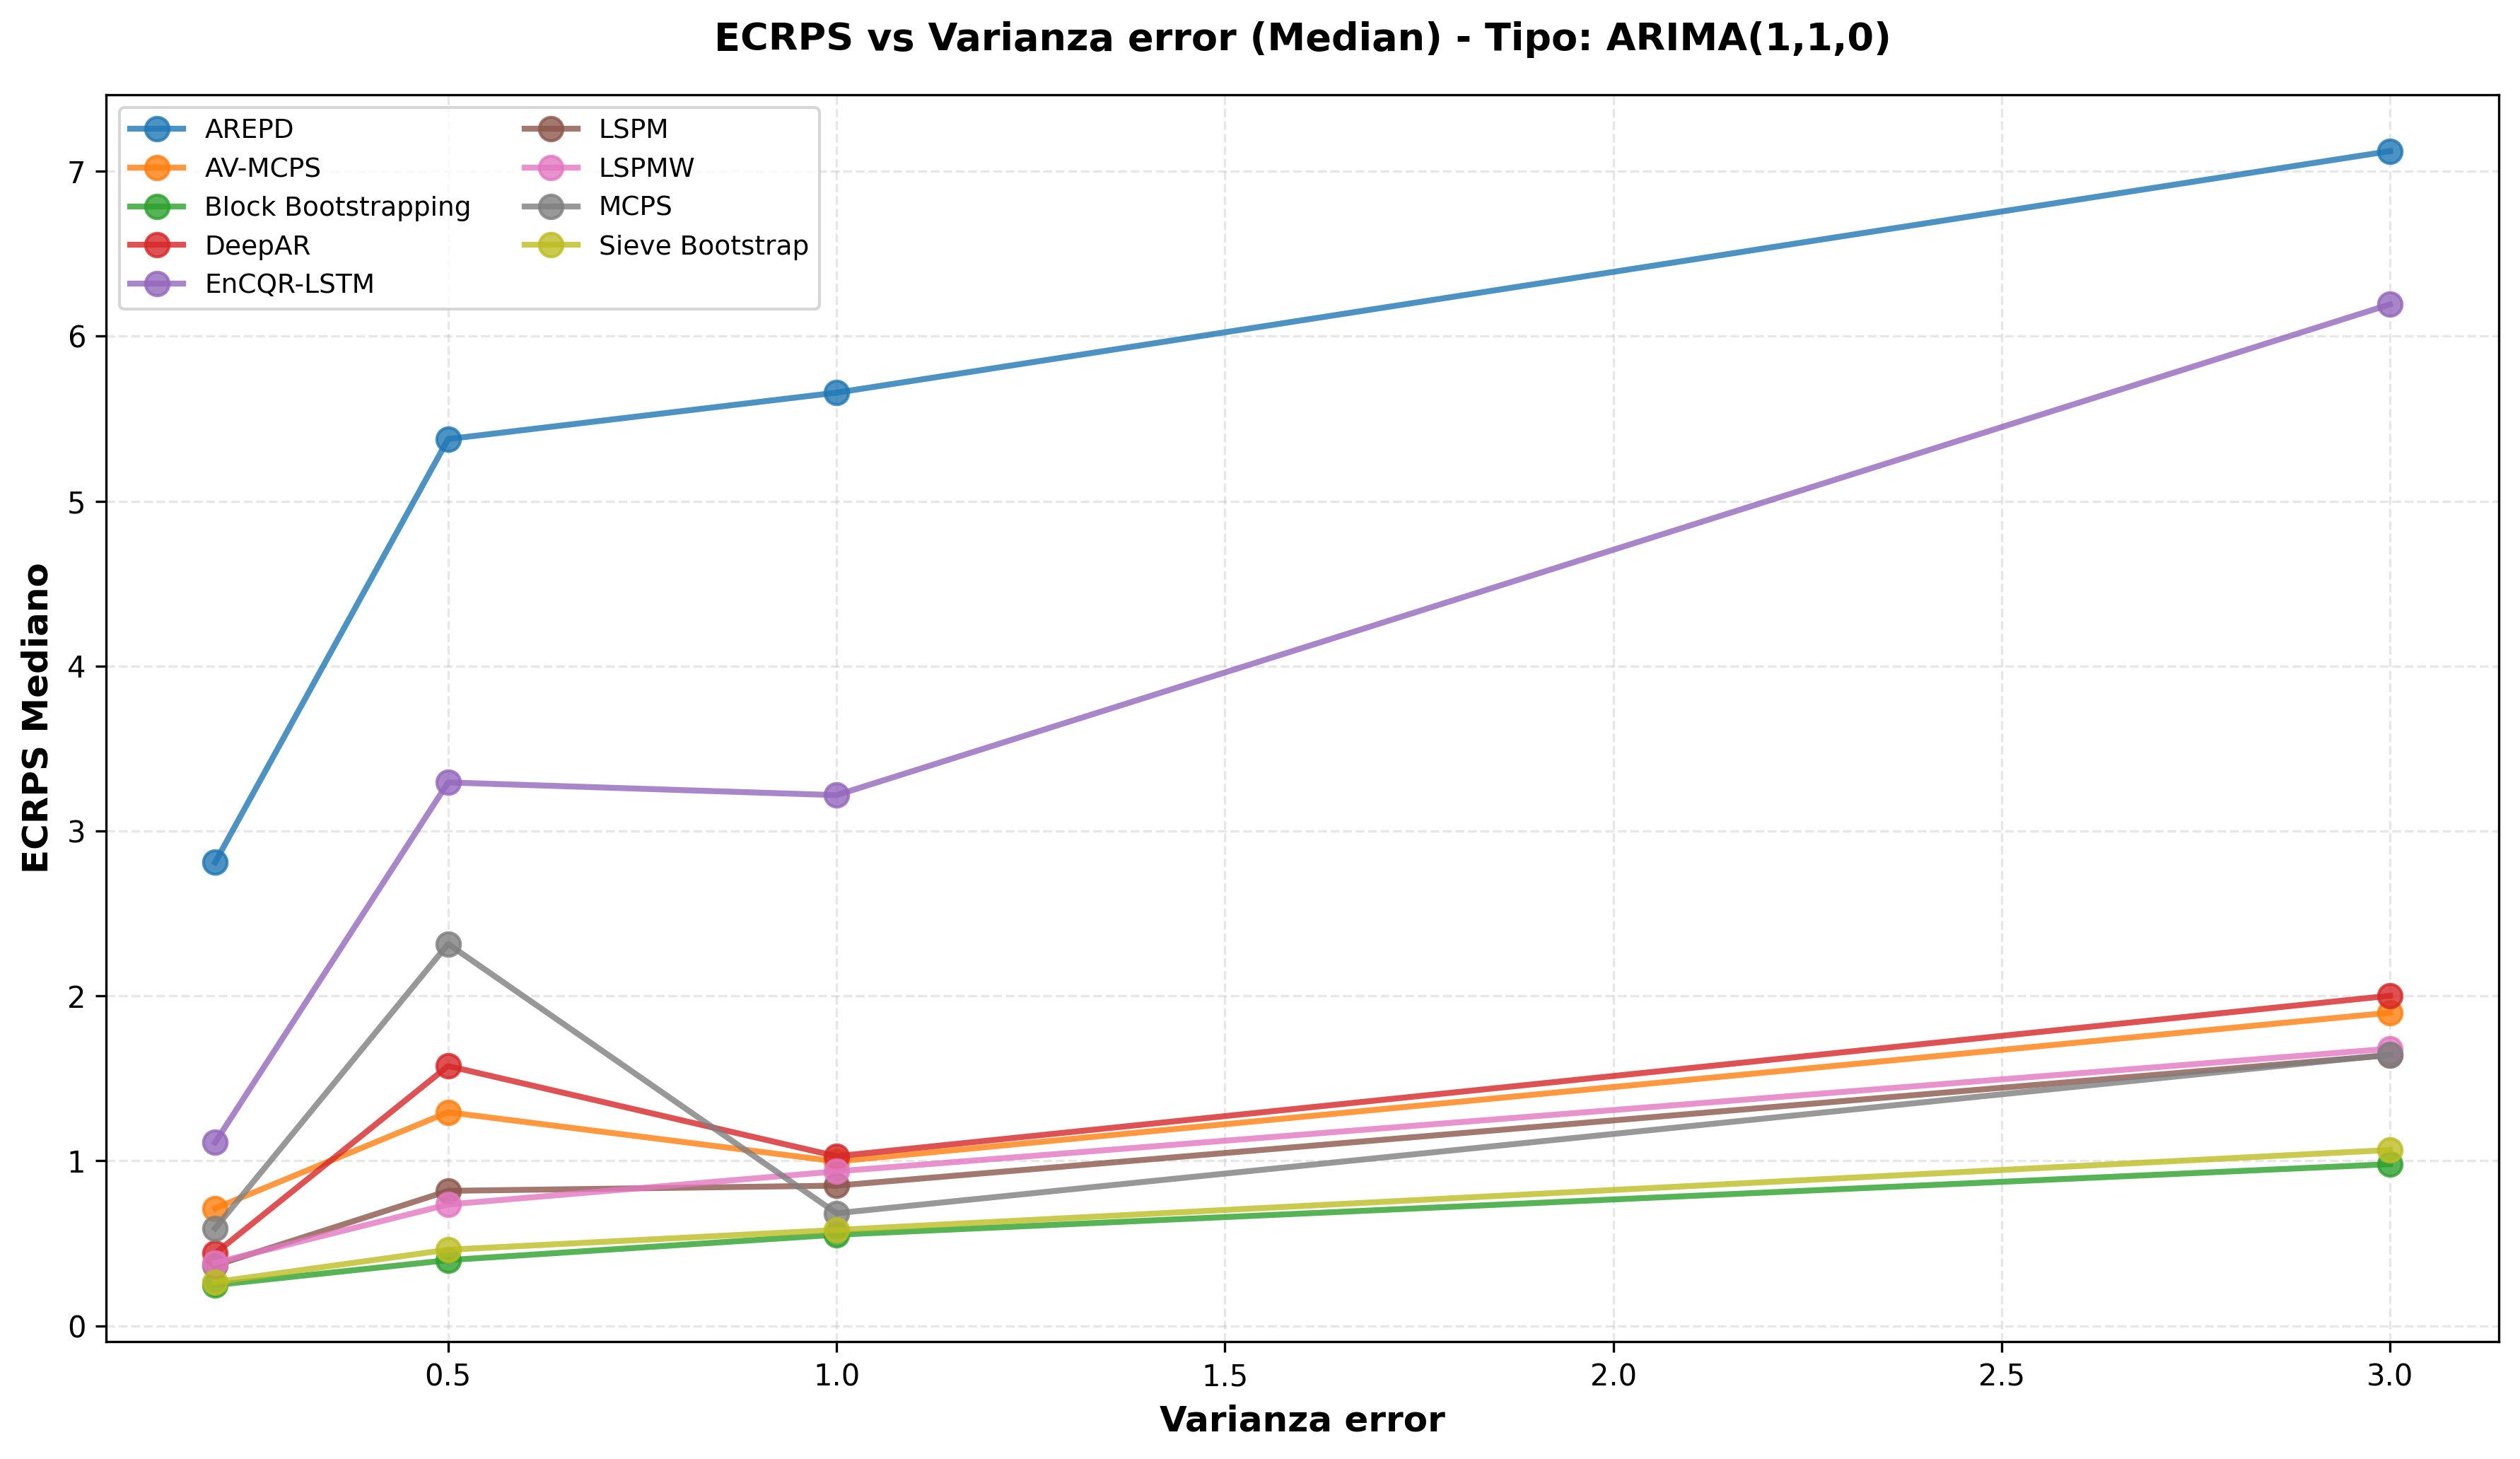 ECRPS vs Varianza error (Median) - Tipo: ARIMA(1,1,0)
AREPD
AV-MCPS
Block Bootstrapping
DeepAR
EnCQR-LSTM
LSPM
LSPMW
MCPS
Sieve Bootstrap
ECRPS Mediano
7
6
5
4
3
2
1
0
0.5
1.0
1.5
2.0
2.5
3.0
Varianza error